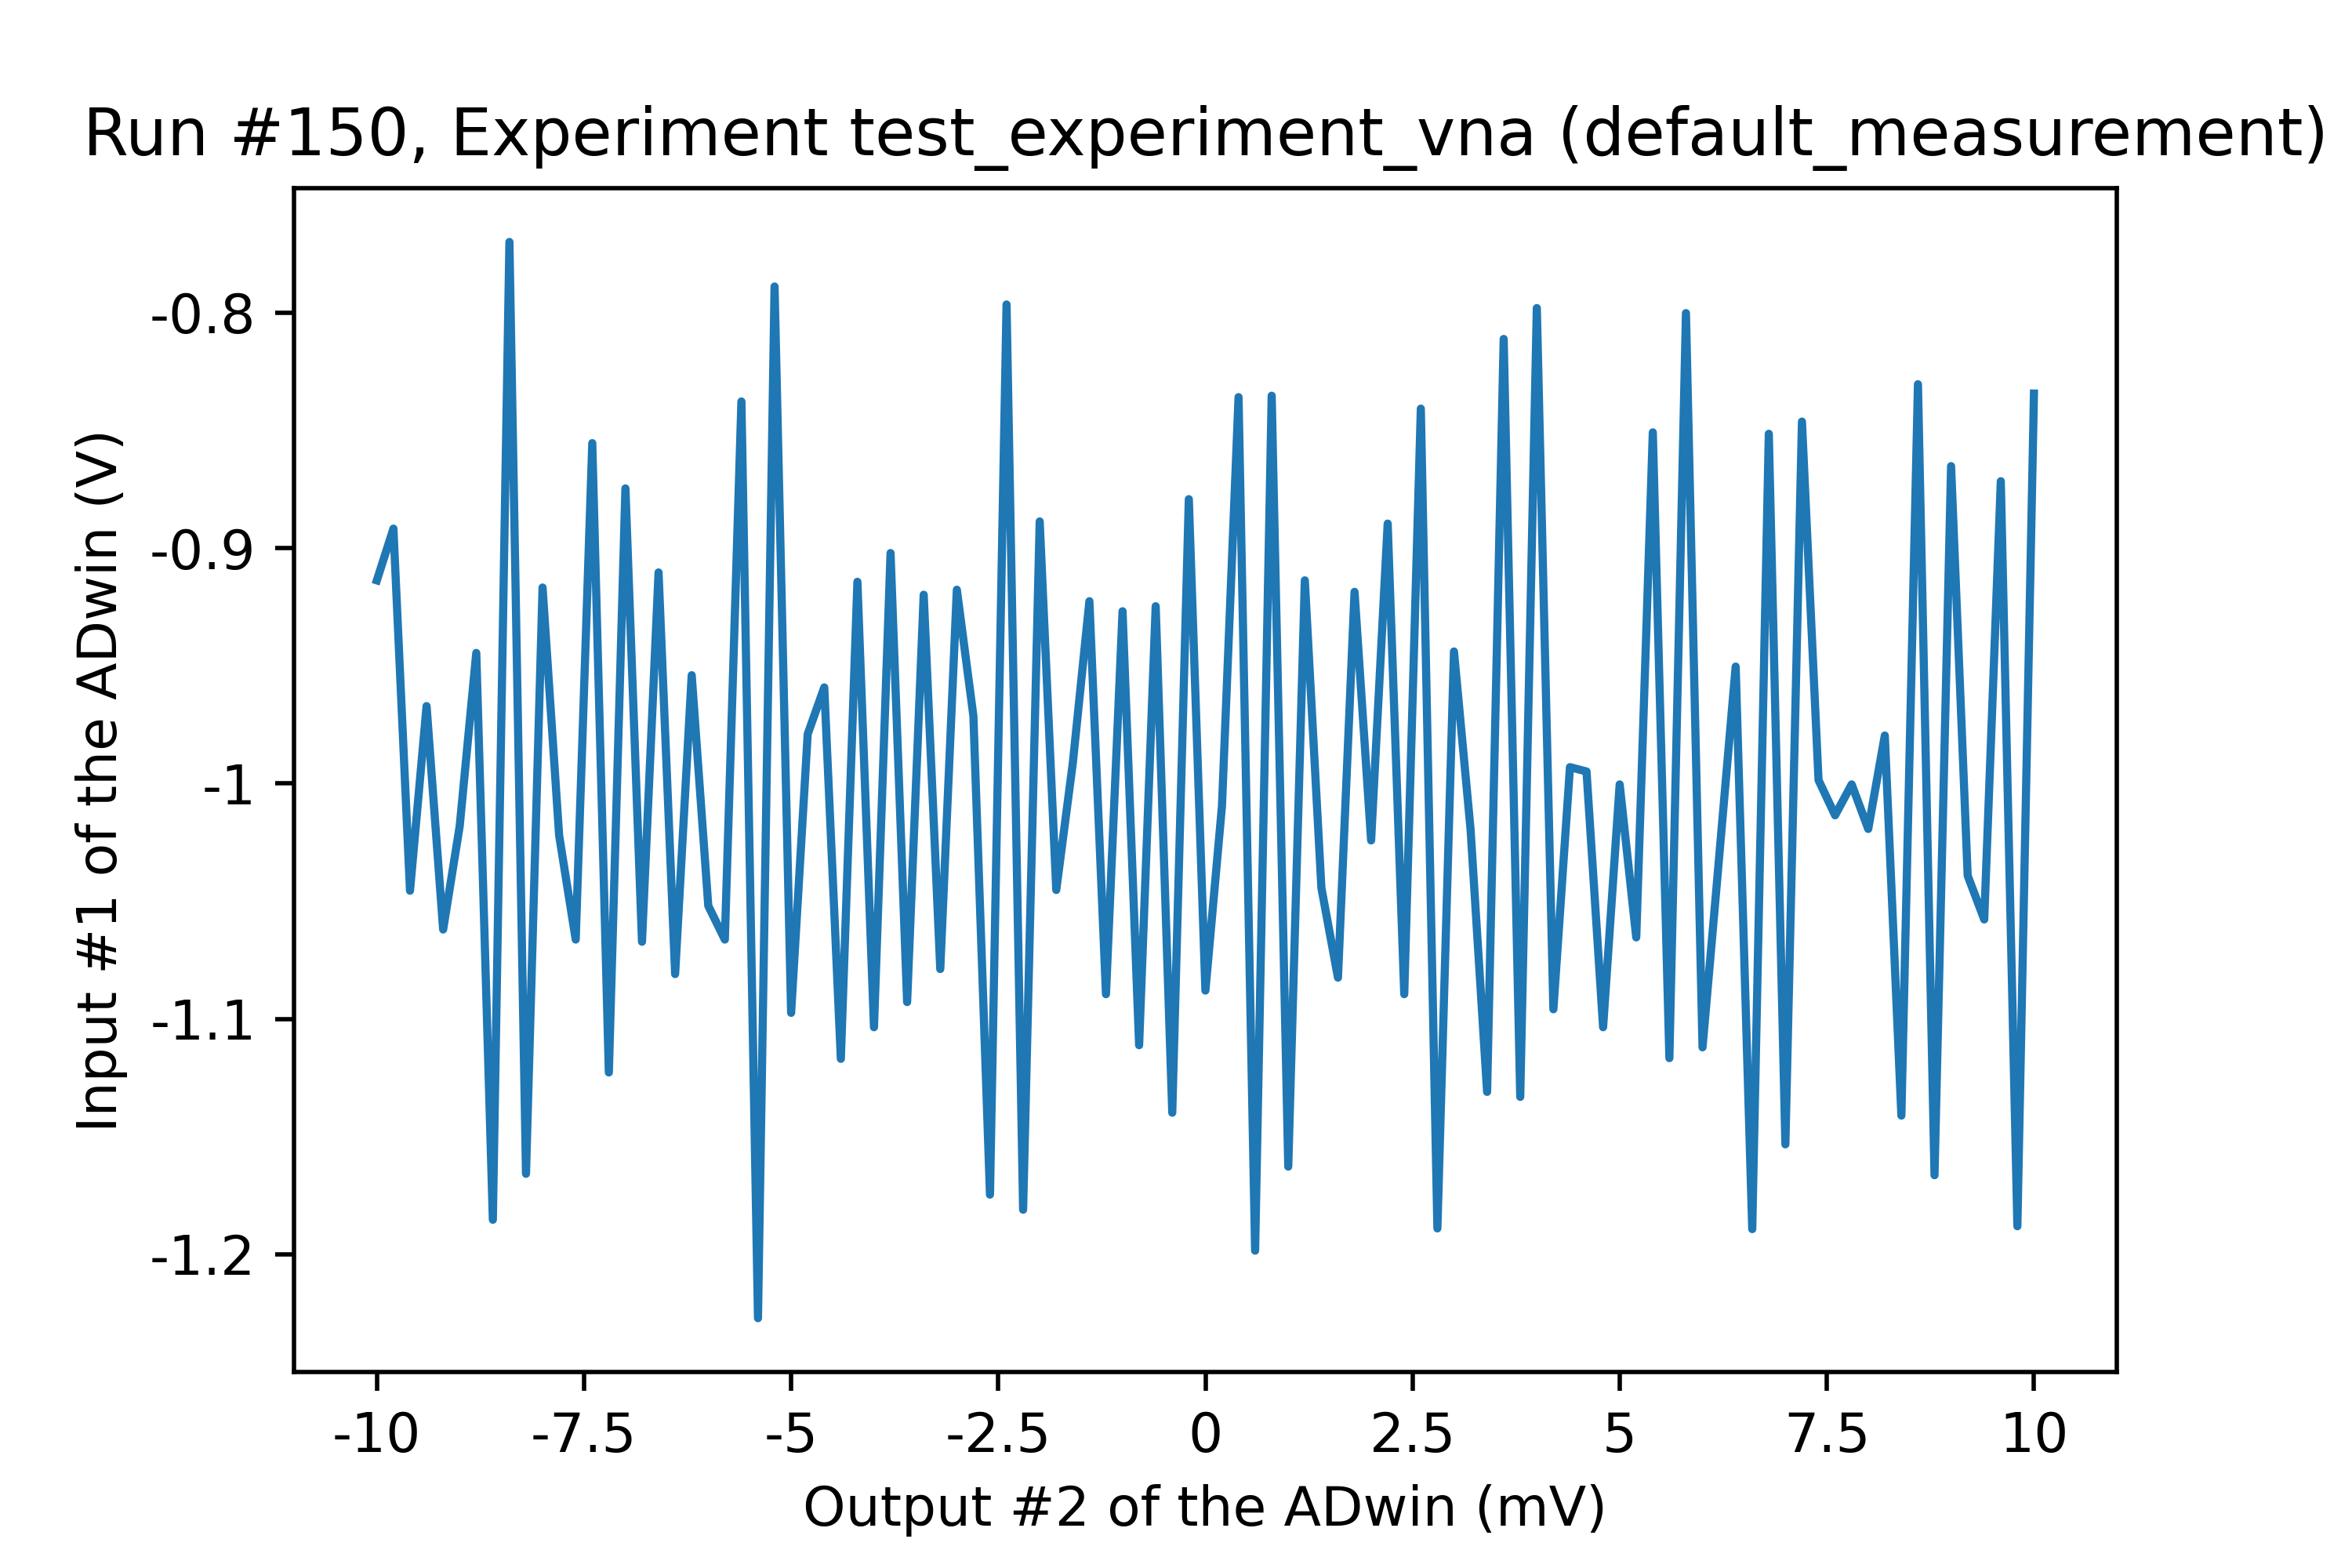 Run #150, Experiment test_experiment_vna (default_measurement)
Input #1 of the ADwin (V)
-0.8
-0.9
-1
-1.1
-1.2
-10 -7.5 -5 -2.5 0 2.5 5 7.5 10
Output #2 of the ADwin (mV)